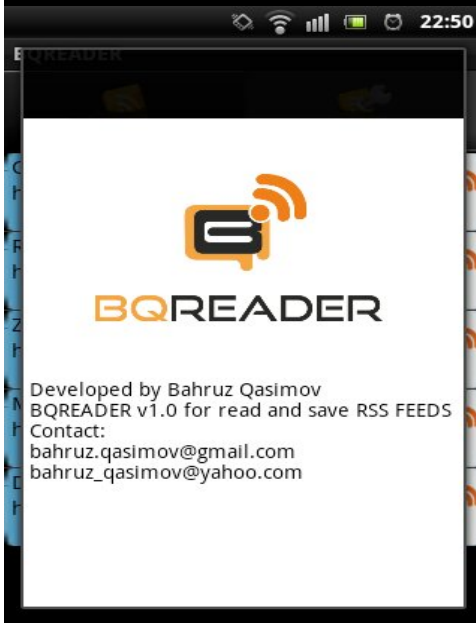 22:50
BQREADER
BQREADER
Developed by Bahruz Qasimov
BQREADER v1.0 for read and save RSS FEEDS
Contact:
bahruz.qasimov@gmail.com
bahruz_qasimov@yahoo.com